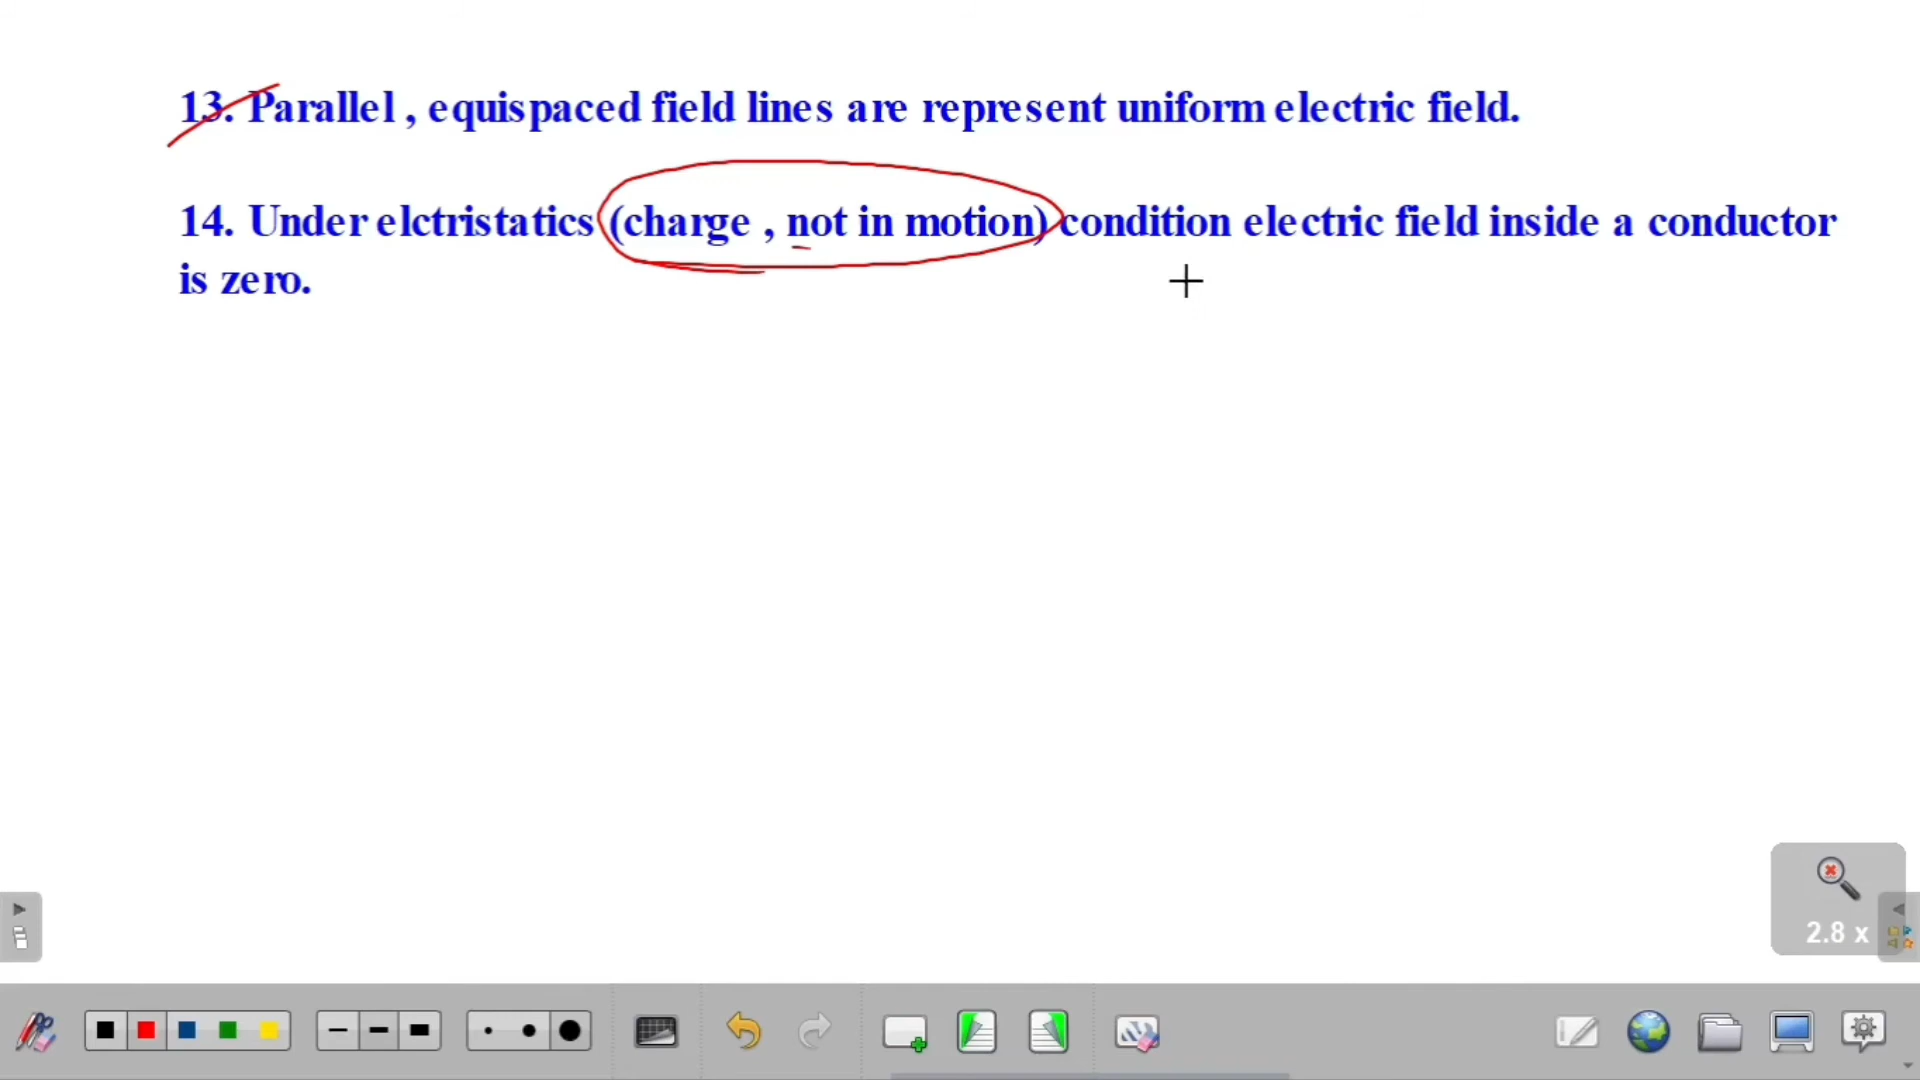 13. Parallel , equispaced field lines are represent uniform electric field.
14. Under elctristatics (charge , not in motion) condition electric field inside a conductor
is zero.
2.8 x